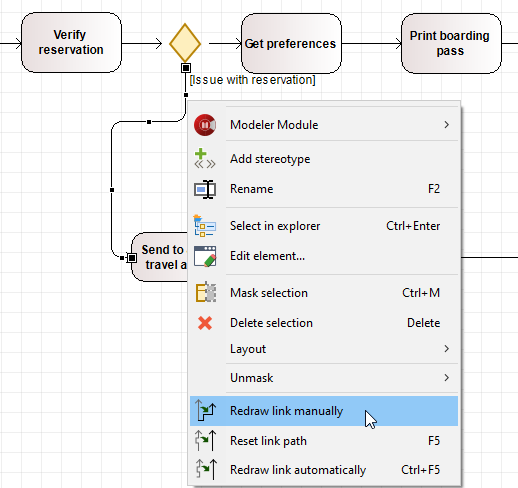 Verify
reservation
Get preferences
Print boarding
pass
[Issue with reservation]
Send to
travel a
Modeler Module
Add stereotype
Rename F2
Select in explorer Ctrl+Enter
Edit element...
Mask selection Ctrl+M
Delete selection Delete
Layout
Unmask
Redraw link manually
Reset link path F5
Redraw link automatically Ctrl+F5